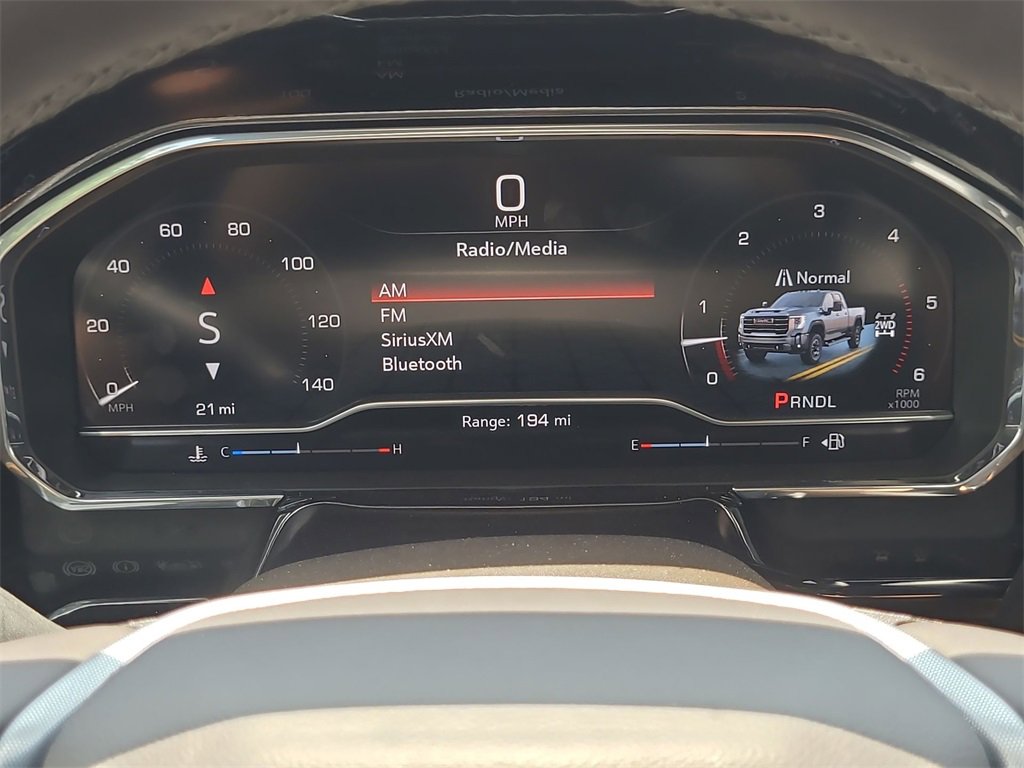 0
MPH
Radio/Media
AM
FM
SiriusXM
Bluetooth
0
20
40
60
80
100
120
140
MPH
S
21 mi
Range: 194 mi
C
H
E
F
Normal
2WD
0
1
2
3
4
5
6
RPM
x1000
PRNDL